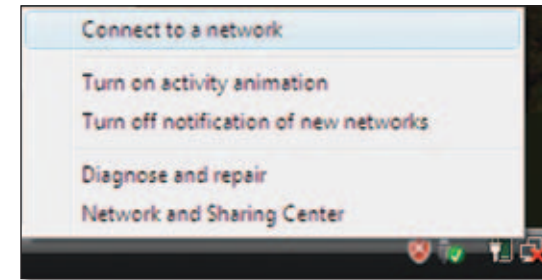 Connect to a network
Turn on activity animation
Turn off notification of new networks
Diagnose and repair
Network and Sharing Center